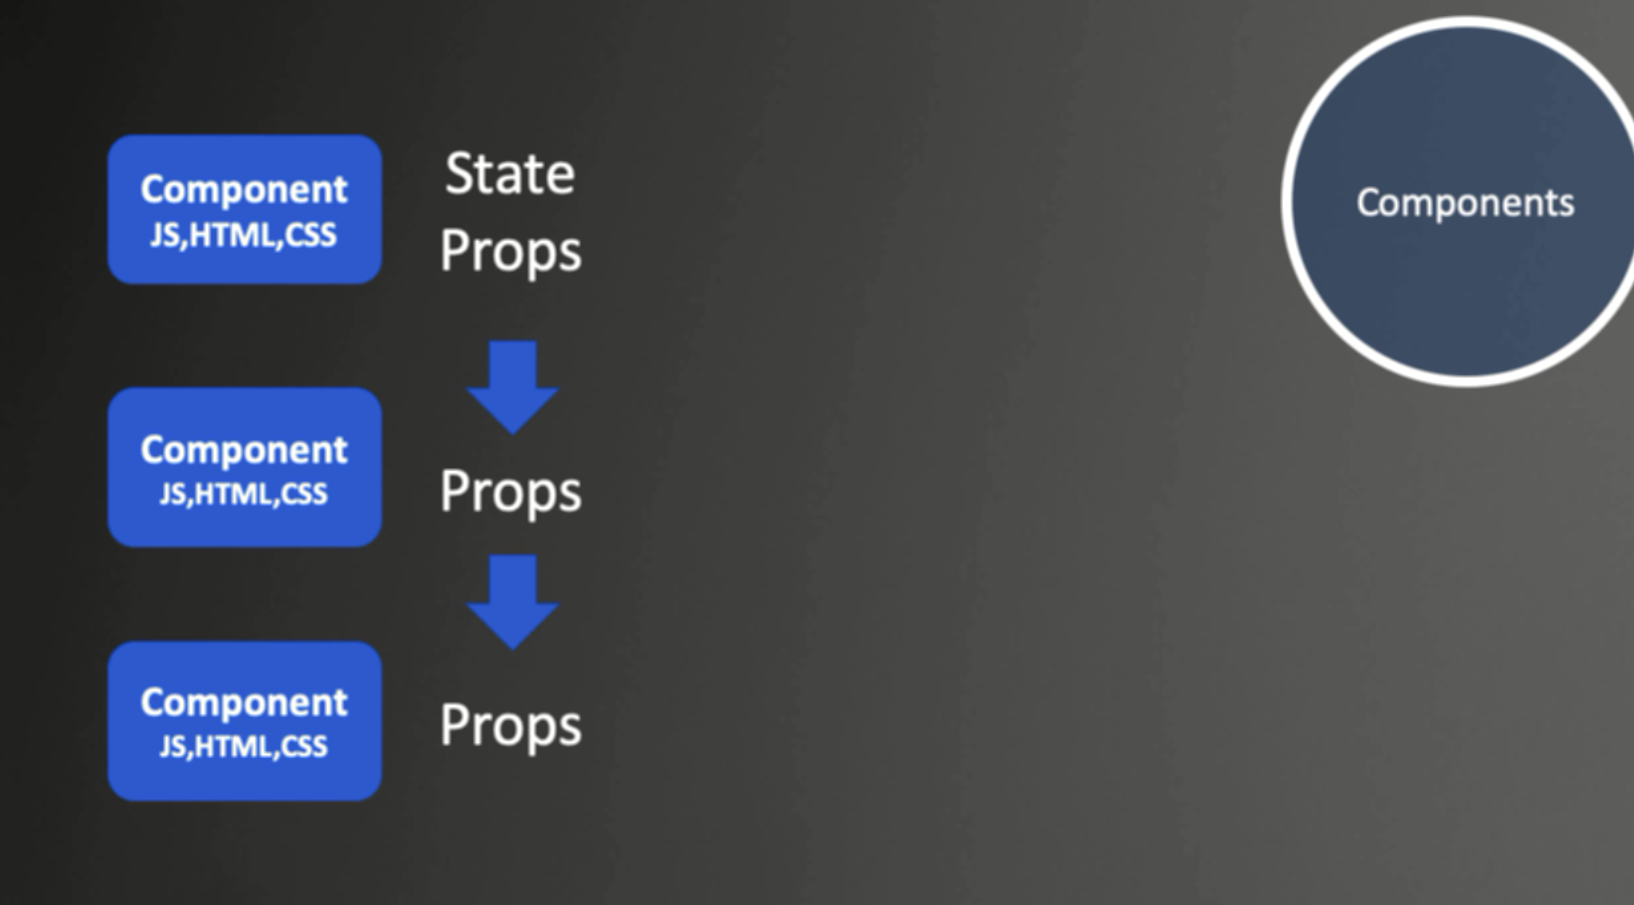 Component
JS,HTML,CSS
State
Props
Components
Component
JS,HTML,CSS
Props
Component
JS,HTML,CSS
Props